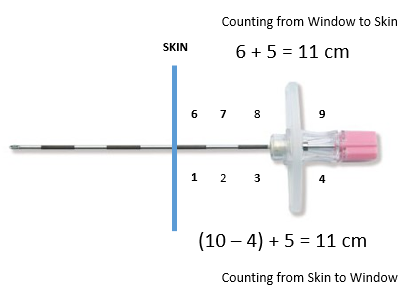 Counting from Window to Skin
6 + 5 = 11 cm
SKIN
6 7 8 9
1 2 3 4
(10 – 4) + 5 = 11 cm
Counting from Skin to Window